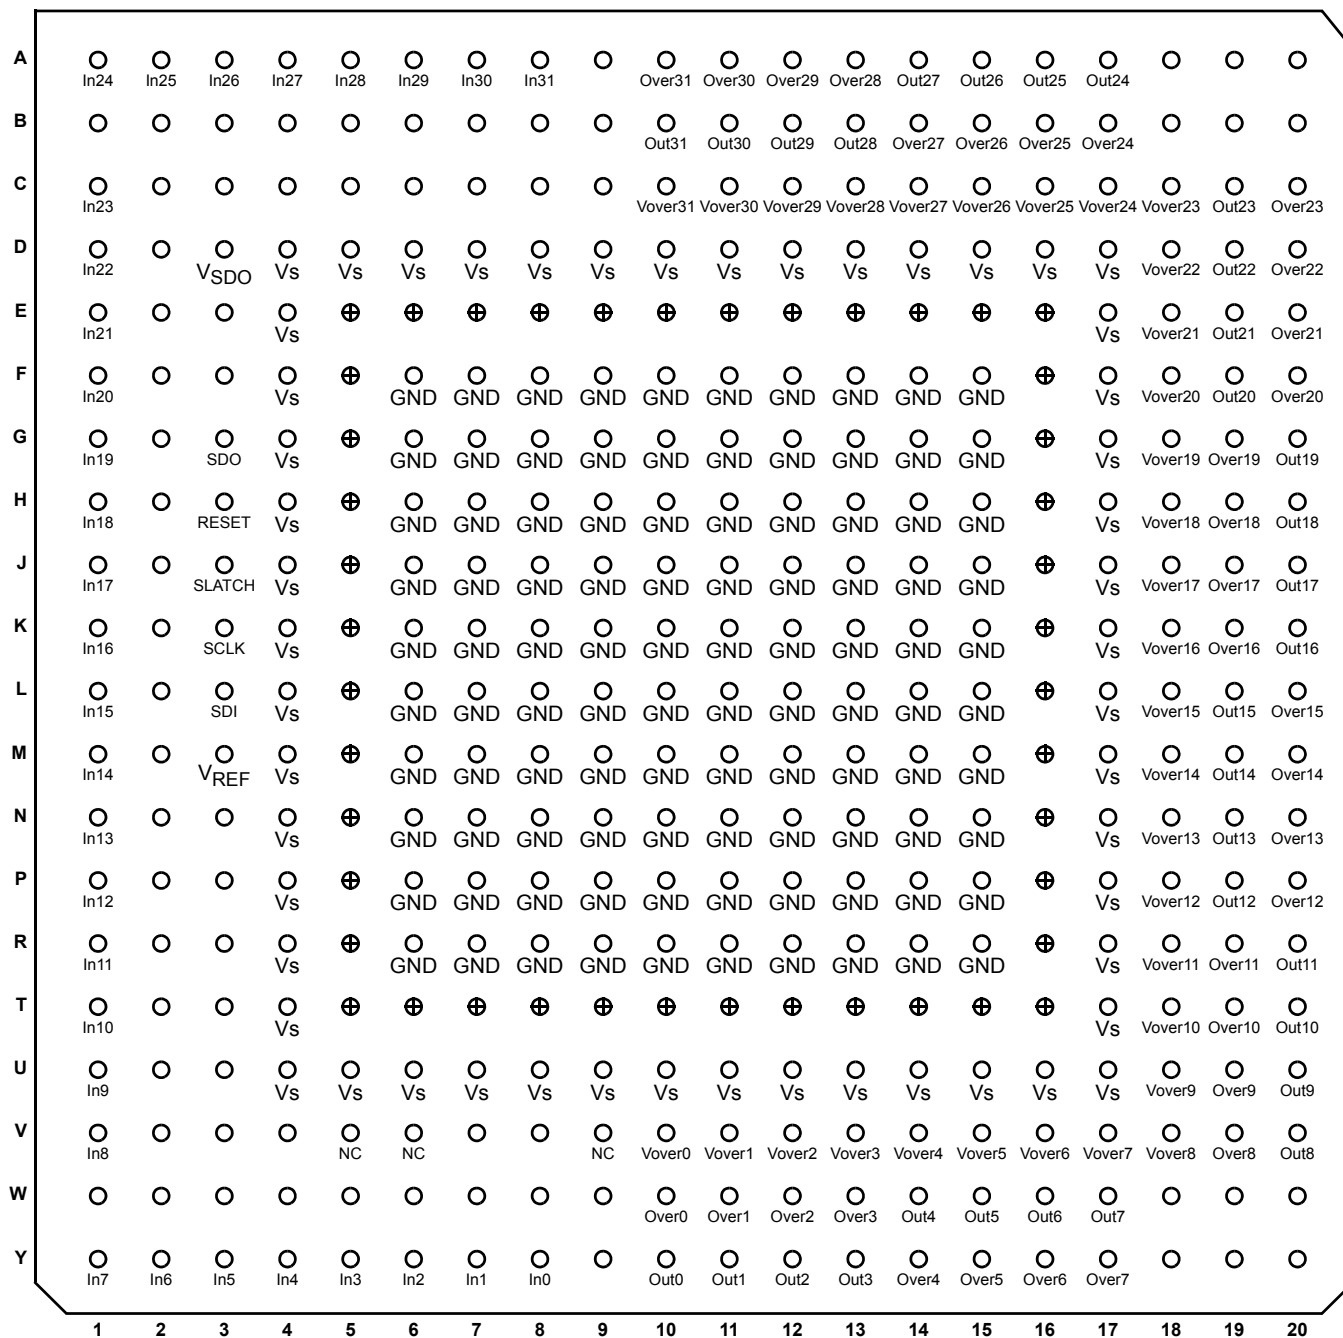 A
In24 In25 In26 In27 In28 In29 In30 In31 Over31 Over30 Over29 Over28 Out27 Out26 Out25 Out24
B
Out31 Out30 Out29 Out28 Over27 Over26 Over25 Over24
C
In23 Vover31 Vover30 Vover29 Vover28 Vover27 Vover26 Vover25 Vover24 Vover23 Out23 Over23
D
In22 VSDO Vs Vs Vs Vs Vs Vs Vs Vs Vs Vs Vs Vs Vs Vs Vover22 Out22 Over22
E
In21 Vs Vs Vover21 Out21 Over21
F
In20 Vs GND GND GND GND GND GND GND GND GND GND Vs Vover20 Out20 Over20
G
In19 SDO Vs GND GND GND GND GND GND GND GND GND GND Vs Vover19 Over19 Out19
H
In18 RESET Vs GND GND GND GND GND GND GND GND GND GND Vs Vover18 Over18 Out18
J
In17 SLATCH Vs GND GND GND GND GND GND GND GND GND GND Vs Vover17 Over17 Out17
K
In16 SCLK Vs GND GND GND GND GND GND GND GND GND GND Vs Vover16 Over16 Out16
L
In15 SDI Vs GND GND GND GND GND GND GND GND GND GND Vs Vover15 Out15 Over15
M
In14 VREF Vs GND GND GND GND GND GND GND GND GND GND Vs Vover14 Out14 Over14
N
In13 Vs GND GND GND GND GND GND GND GND GND GND Vs Vover13 Out13 Over13
P
In12 Vs GND GND GND GND GND GND GND GND GND GND Vs Vover12 Out12 Over12
R
In11 Vs GND GND GND GND GND GND GND GND GND GND Vs Vover11 Over11 Out11
T
In10 Vs Vs Vover10 Over10 Out10
U
In9 Vs Vs Vs Vs Vs Vs Vs Vs Vs Vs Vs Vs Vs Vs Vover9 Over9 Out9
V
In8 NC NC NC Vover0 Vover1 Vover2 Vover3 Vover4 Vover5 Vover6 Vover7 Vover8 Over8 Out8
W
Over0 Over1 Over2 Over3 Out4 Out5 Out6 Out7
Y
In7 In6 In5 In4 In3 In2 In1 In0 Out0 Out1 Out2 Out3 Over4 Over5 Over6 Over7
1 2 3 4 5 6 7 8 9 10 11 12 13 14 15 16 17 18 19 20